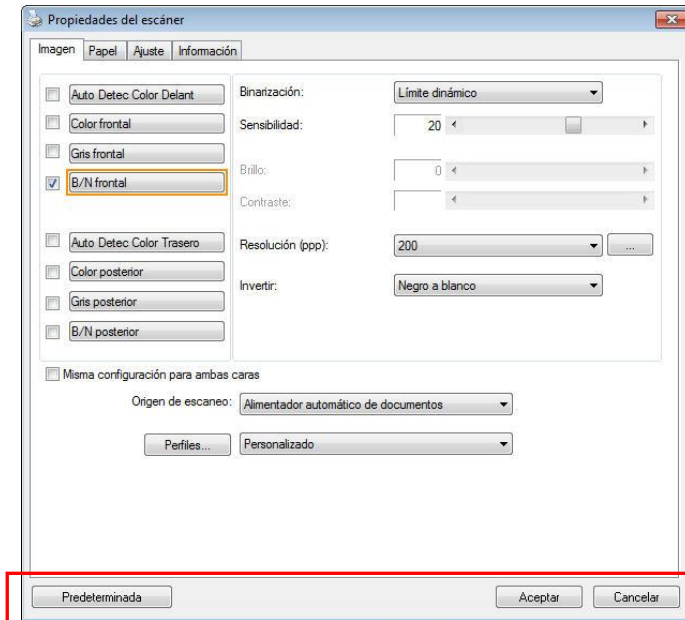 Propiedades del escáner
Imagen Papel Ajuste Información
Auto Detec Color Delant
Color frontal
Gris frontal
B/N frontal
Auto Detec Color Trasero
Color posterior
Gris posterior
B/N posterior
Binarización: Límite dinámico
Sensibilidad: 20
Brillo: 0
Contraste:
Resolución (ppp): 200 ...
Invertir: Negro a blanco
Misma configuración para ambas caras
Origen de escaneo: Alimentador automático de documentos
Perfiles... Personalizado
Predeterminada Aceptar Cancelar